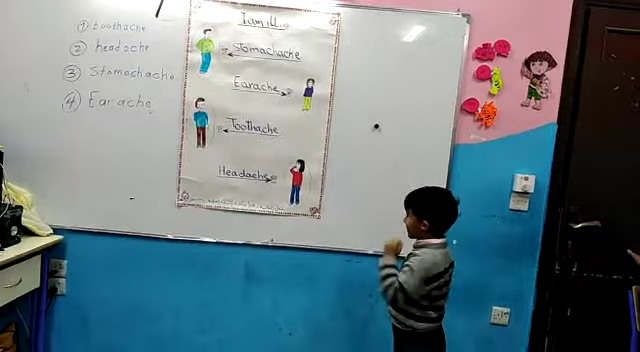 ① toothache
② headache
③ Stomachache
④ Earache
I am ill..
Stomachache
Earache
Toothache
Headache